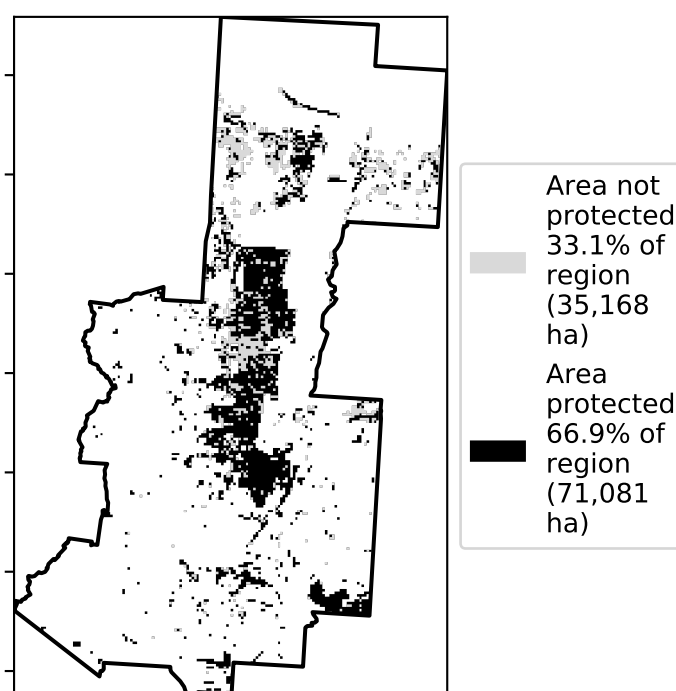 Area not
protected
33.1% of
region
(35,168
ha)
Area
protected
66.9% of
region
(71,081
ha)